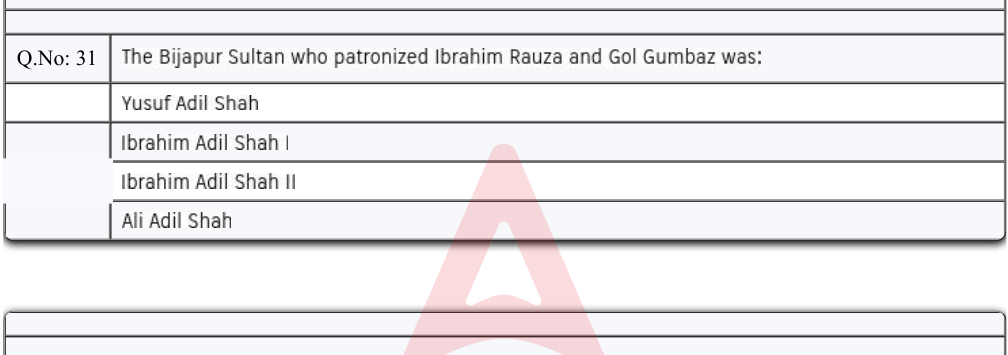 Q.No: 31 The Bijapur Sultan who patronized Ibrahim Rauza and Gol Gumbaz was:
Yusuf Adil Shah
Ibrahim Adil Shah I
Ibrahim Adil Shah II
Ali Adil Shah